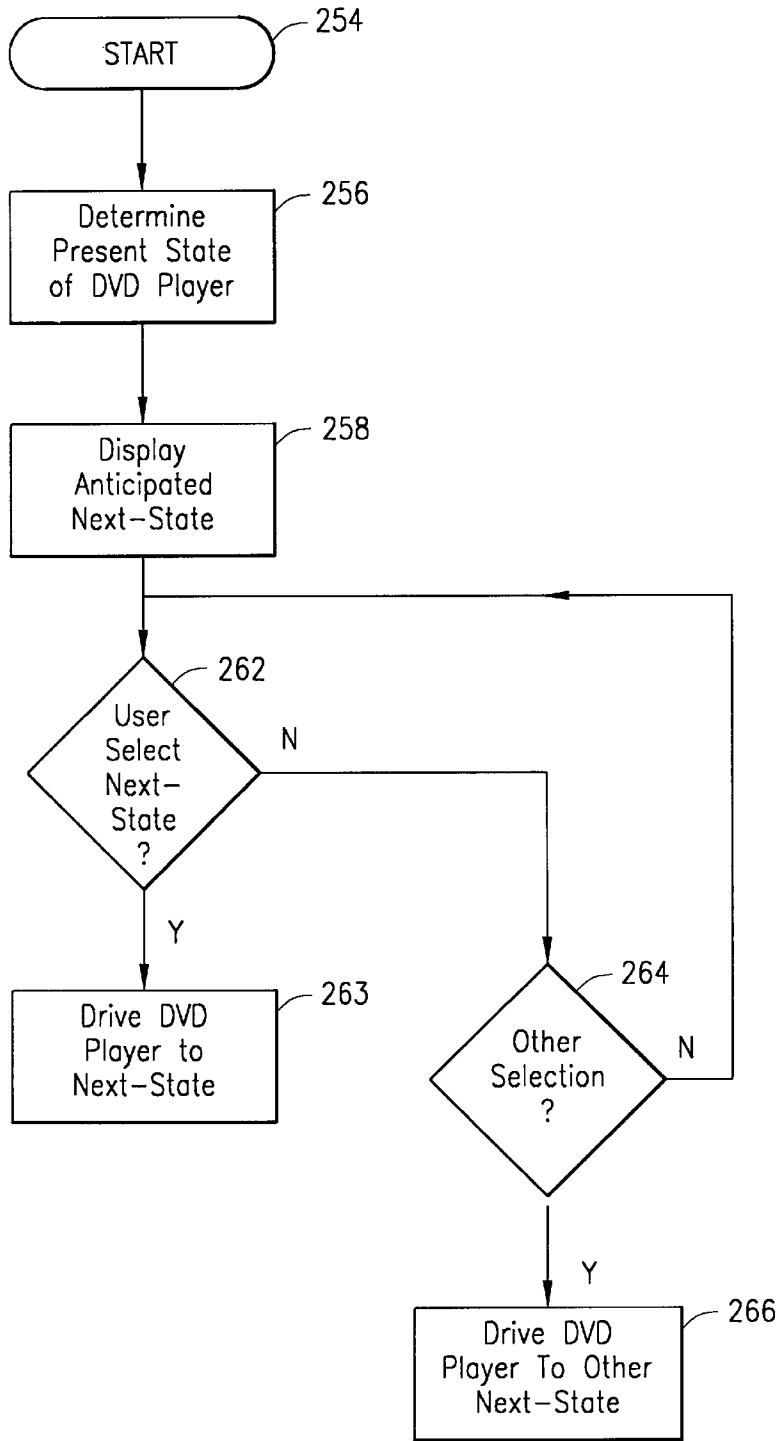 START
254
256
Determine
Present State
of DVD Player
258
Display
Anticipated
Next-State
262
User
Select
Next-
State
?
N
Y
263
Drive DVD
Player to
Next-State
264
Other
Selection
?
N
Y
266
Drive DVD
Player To Other
Next-State